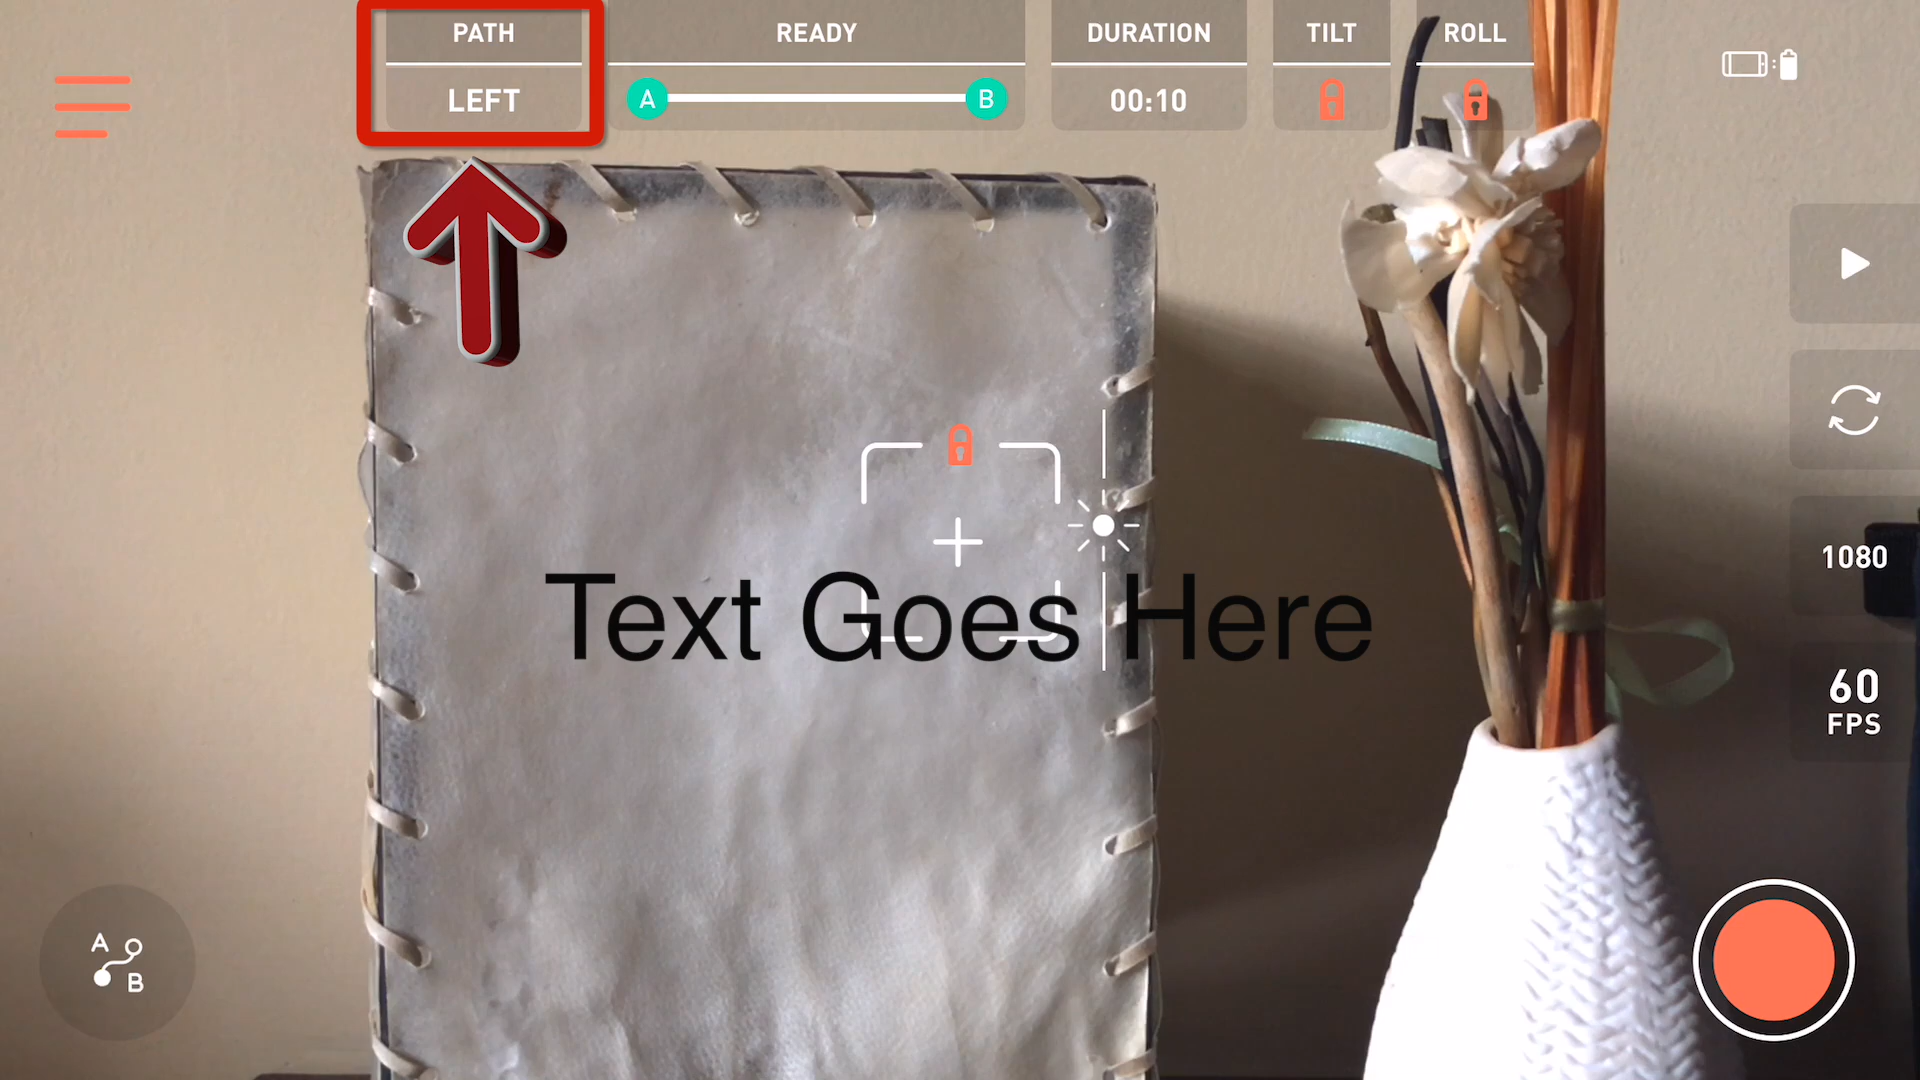 PATH
LEFT
READY
A B
DURATION
00:10
TILT
ROLL
1080
60
FPS
Text Goes Here
A
B